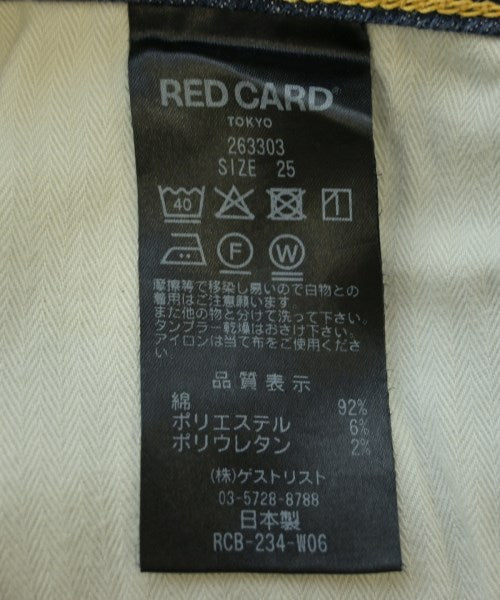 RED CARD
TOKYO
263303
SIZE 25
40
F W
摩擦等で移染し易いので白物との
着用はご注意願います。
また他の物と分けて洗って下さい。
タンブラー乾燥はおさけ下さい。
アイロンは当て布をご使用くださ
い。
品質表示
綿 92%
ポリエステル 6%
ポリウレタン 2%
(株)ゲストリスト
03-5728-8788
日本製
RCB-234-W06